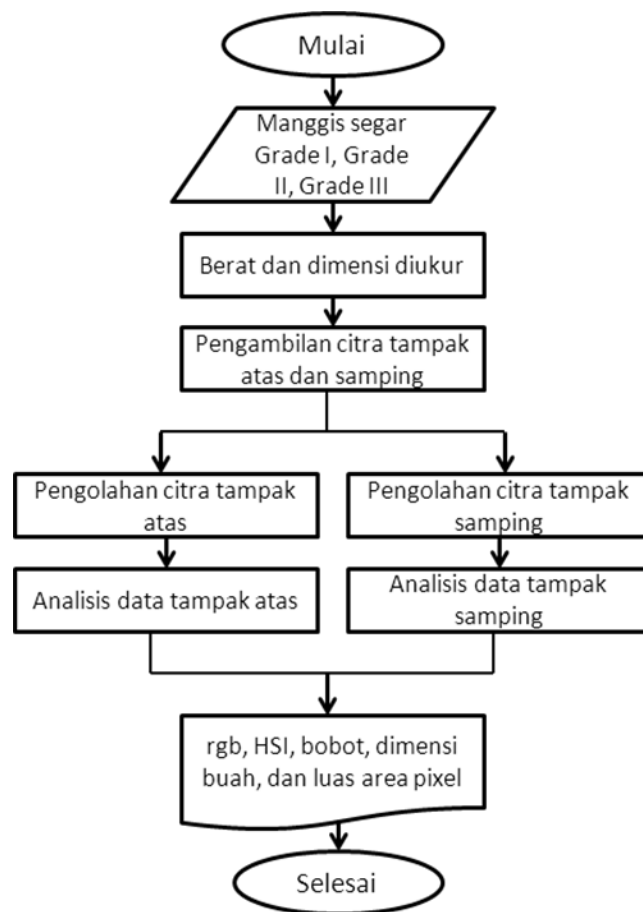 Mulai
Manggis segar
Grade I, Grade
II, Grade III
Berat dan dimensi diukur
Pengambilan citra tampak
atas dan samping
Pengolahan citra tampak
atas
Pengolahan citra tampak
samping
Analisis data tampak atas
Analisis data tampak
samping
rgb, HSI, bobot, dimensi
buah, dan luas area pixel
Selesai